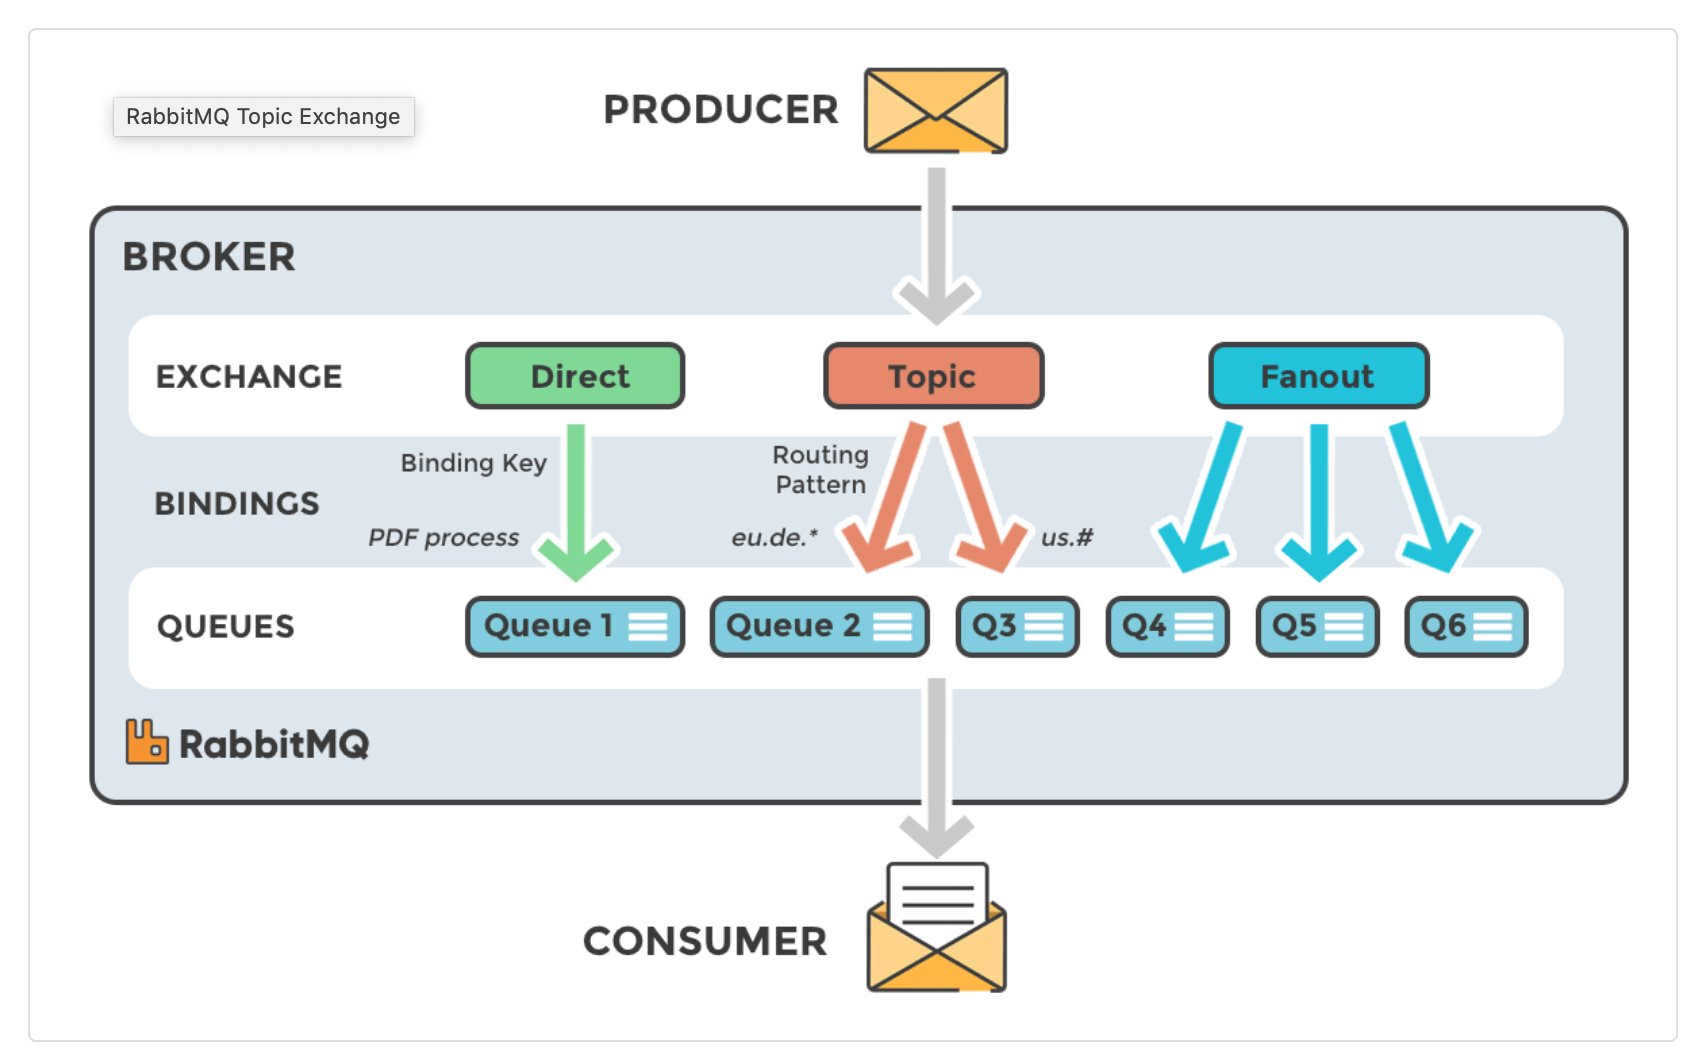 RabbitMQ Topic Exchange
PRODUCER
BROKER
EXCHANGE
Direct
Topic
Fanout
BINDINGS
Binding Key
PDF process
Routing
Pattern
eu.de.*
us.#
QUEUES
Queue 1
Queue 2
Q3
Q4
Q5
Q6
RabbitMQ
CONSUMER